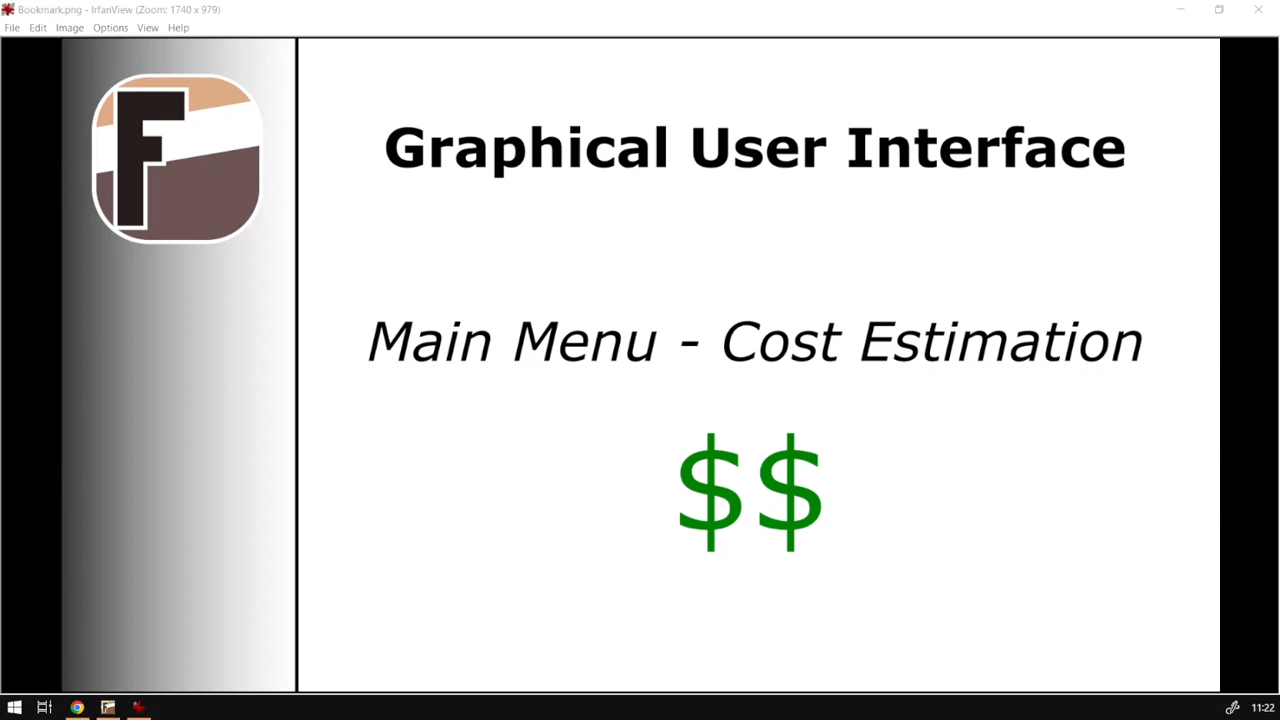 Bookmark.png - IrfanView (Zoom: 1740 x 979)
File Edit Image Options View Help
F
Graphical User Interface
Main Menu - Cost Estimation
$$
11:22